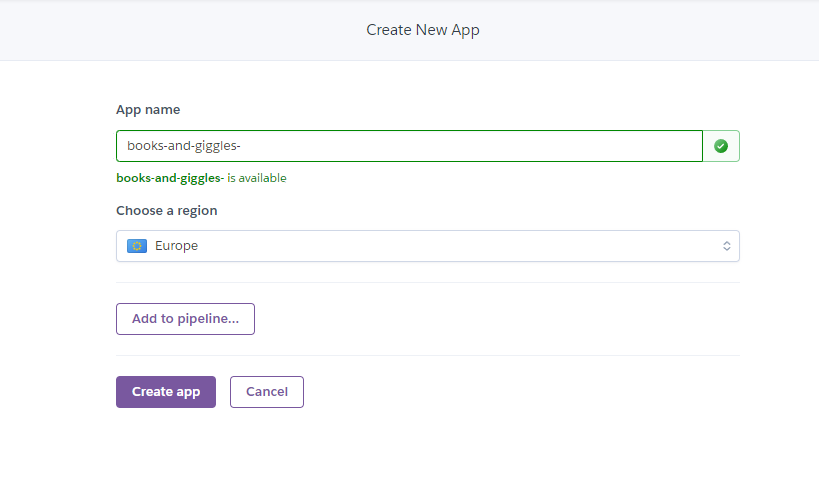 Create New App
App name
books-and-giggles-
books-and-giggles- is available
Choose a region
Europe
Add to pipeline...
Create app Cancel